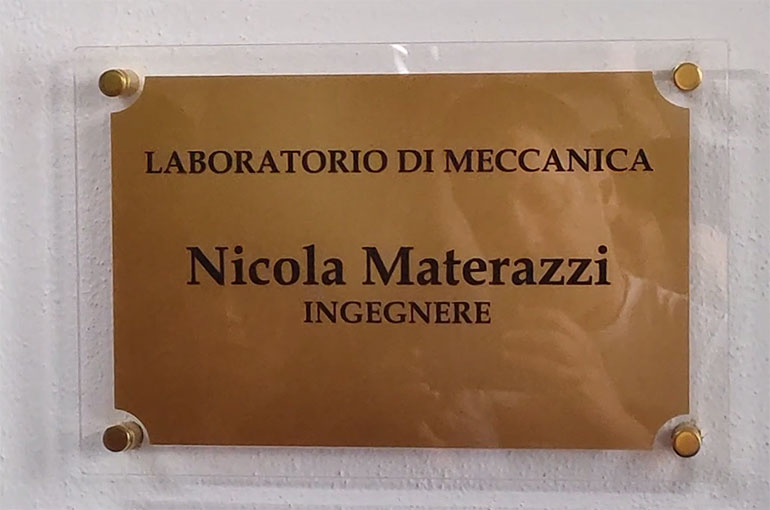 LABORATORIO DI MECCANICA
Nicola Materazzi
INGEGNERE